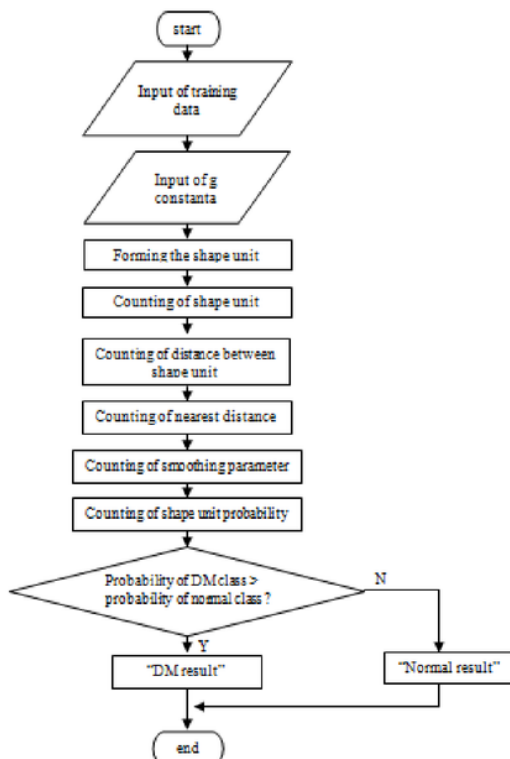 start
Input of training
data
Input of g
constanta
Forming the shape unit
Counting of shape unit
Counting of distance between
shape unit
Counting of nearest distance
Counting of smoothing parameter
Counting of shape unit probability
Probability of DM class >
probability of normal class ?
N
Y
"DM result"
"Normal result"
end